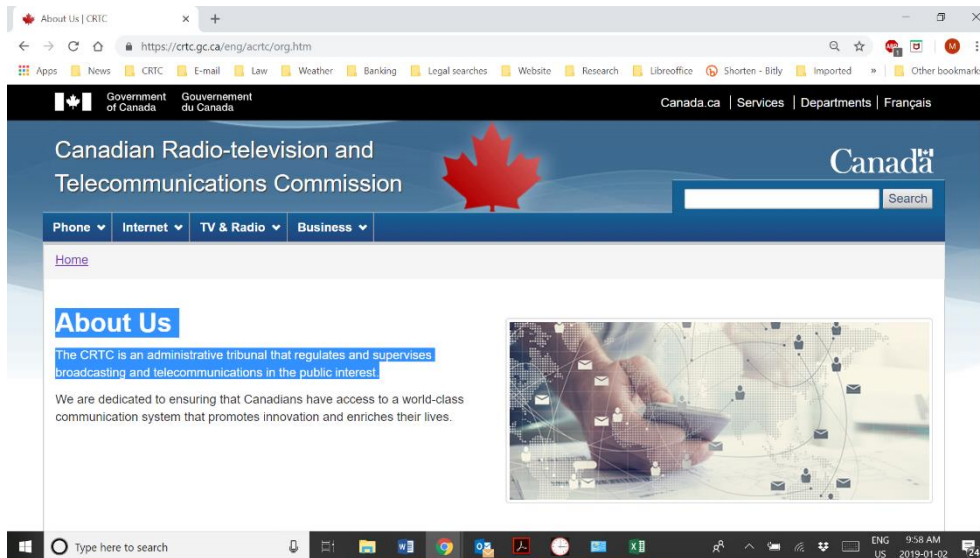 About Us | CRTC
https://crtc.gc.ca/eng/acrtc/org.htm
ABP
1
M
Apps News CRTC E-mail Law Weather Banking Legal searches Website Research Libreoffice Shorten - Bitly Imported » Other bookmarks
Government of Canada Gouvernement du Canada
Canada.ca | Services | Departments | Français
Canadian Radio-television and
Telecommunications Commission
Canada
Search
Phone Internet TV & Radio Business
Home
About Us
The CRTC is an administrative tribunal that regulates and supervises
broadcasting and telecommunications in the public interest.
We are dedicated to ensuring that Canadians have access to a world-class
communication system that promotes innovation and enriches their lives.
Type here to search
ENG 9:58 AM
US 2019-01-02
24